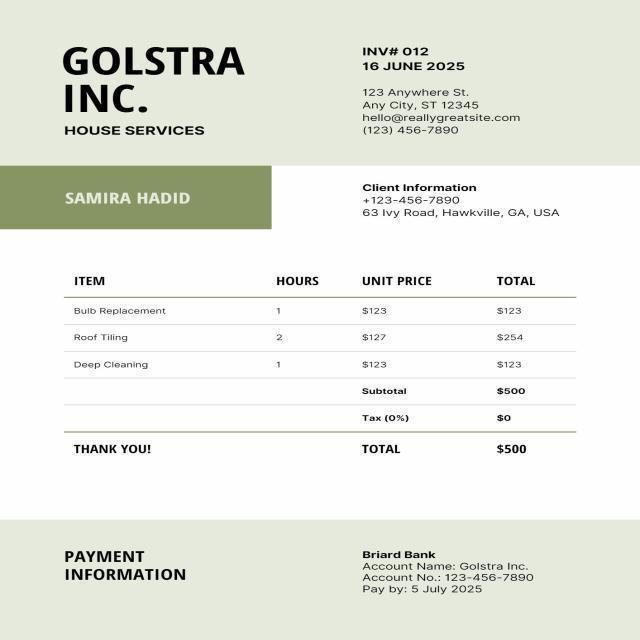 GOLSTRA
INC.
HOUSE SERVICES
INV# 012
16 JUNE 2025
123 Anywhere St.
Any City, ST 12345
hello@reallygreatsite.com
(123) 456-7890
SAMIRA HADID
Client Information
+123-456-7890
63 Ivy Road, Hawkville, GA, USA
ITEM HOURS UNIT PRICE TOTAL
Bulb Replacement 1 $123 $123
Roof Tiling 2 $127 $254
Deep Cleaning 1 $123 $123
Subtotal $500
Tax (0%) $0
THANK YOU! TOTAL $500
PAYMENT
INFORMATION
Briard Bank
Account Name: Golstra Inc.
Account No.: 123-456-7890
Pay by: 5 July 2025